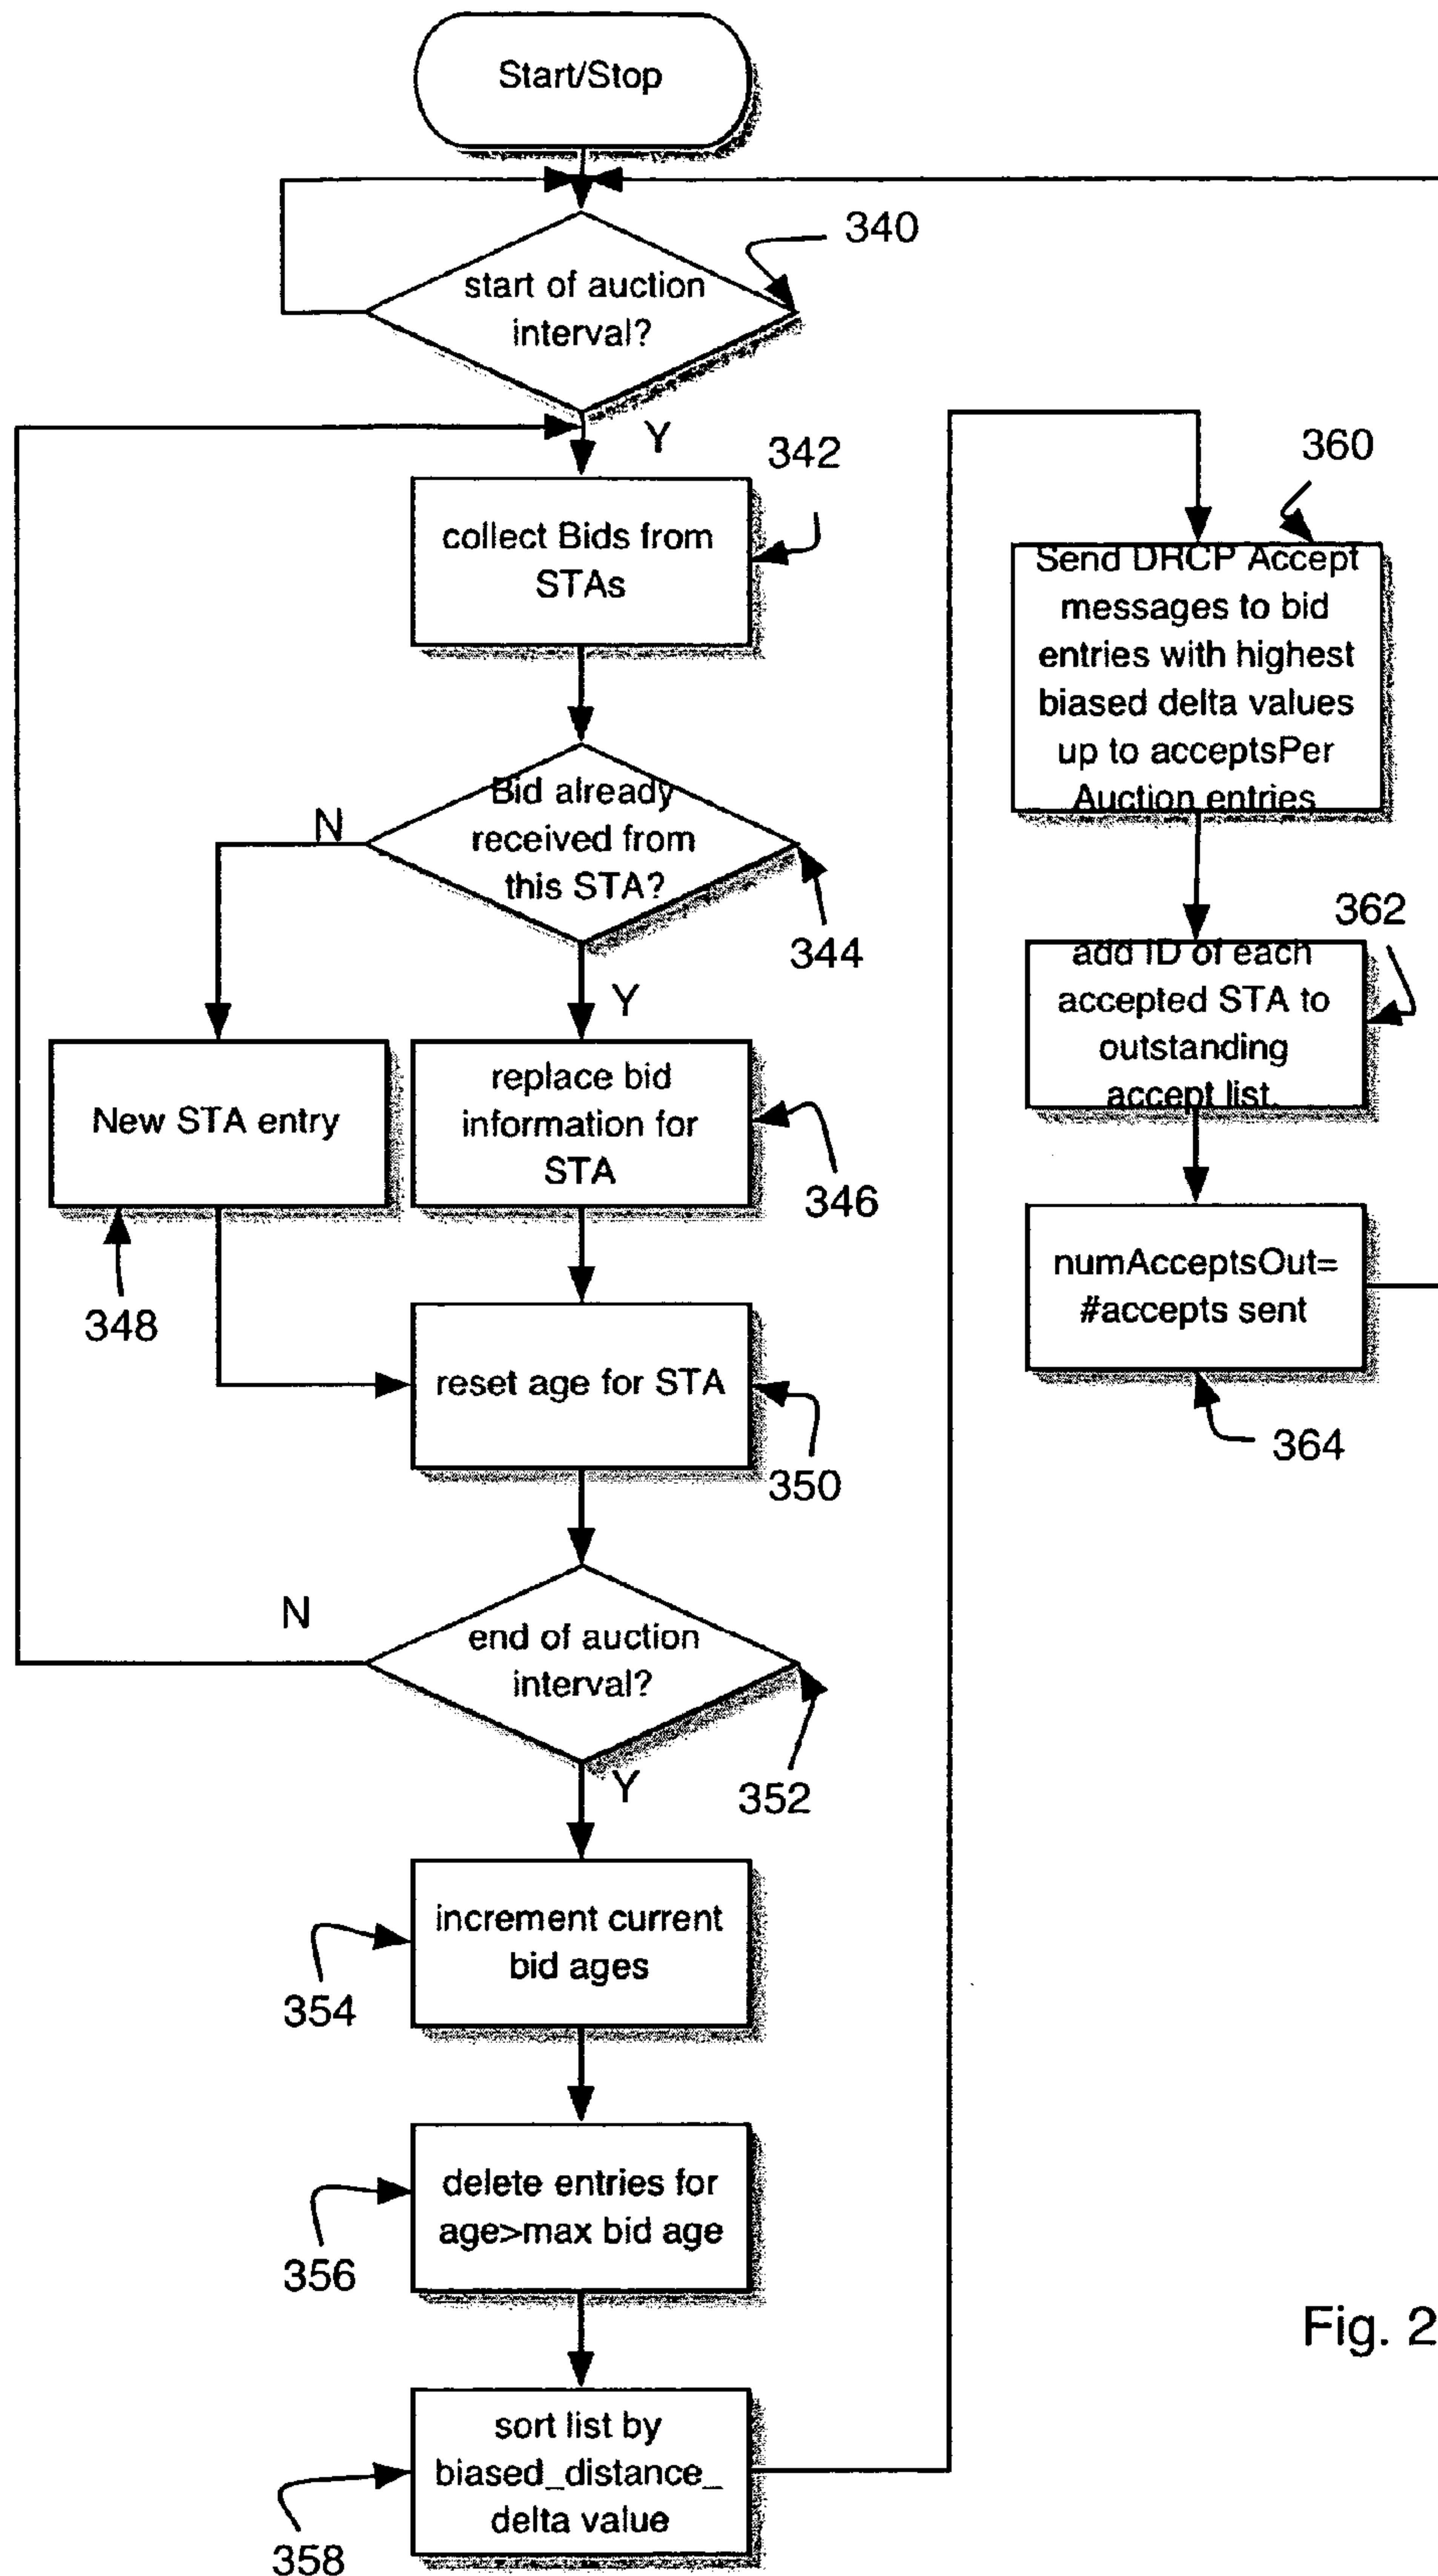 Start/Stop
340
start of auction
interval?
Y
342
collect Bids from
STAs
Bid already
received from
this STA?
N
344
Y
New STA entry
replace bid
information for
STA
346
348
reset age for STA
350
N
end of auction
interval?
352
Y
increment current
bid ages
354
delete entries for
age>max bid age
356
sort list by
biased_distance_
delta value
358
360
Send DRCP Accept
messages to bid
entries with highest
biased delta values
up to acceptsPer
Auction entries
362
add ID of each
accepted STA to
outstanding
accept list.
numAcceptsOut=
#accepts sent
364
Fig. 2